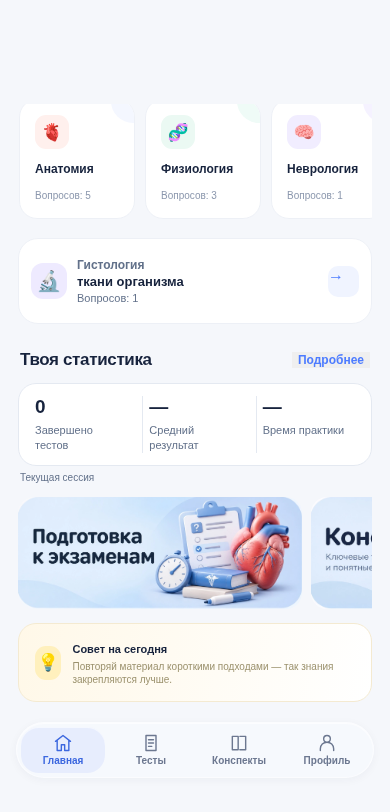 Анатомия
Физиология
Неврология
Вопросов: 5
Вопросов: 3
Вопросов: 1
Гистология
ткани организма
Вопросов: 1
→
Твоя статистика
Подробнее
0
—
—
Завершено
тестов
Средний
результат
Время практики
Текущая сессия
Подготовка
к экзаменам
Кон
Ключевые
и понятные
Совет на сегодня
Повторяй материал короткими подходами — так знания
закрепляются лучше.
Главная
Тесты
Конспекты
Профиль